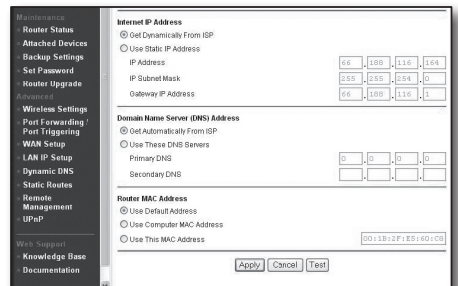 Maintenance
Router Status
Attached Devices
Backup Settings
Set Password
Router Upgrade
Advanced
Wireless Settings
Port Forwarding /
Port Triggering
WAN Setup
LAN IP Setup
Dynamic DNS
Static Routes
Remote
Management
UPnP
Web Support
Knowledge Base
Documentation
Internet IP Address
Get Dynamically From ISP
Use Static IP Address
IP Address 66 . 188 . 116 . 164
IP Subnet Mask 255 . 255 . 254 . 0
Gateway IP Address 66 . 188 . 116 . 1
Domain Name Server (DNS) Address
Get Automatically From ISP
Use These DNS Servers
Primary DNS 0 . 0 . 0 . 0
Secondary DNS . . .
Router MAC Address
Use Default Address
Use Computer MAC Address
Use This MAC Address 00:1B:2F:E5:60:C8
Apply Cancel Test